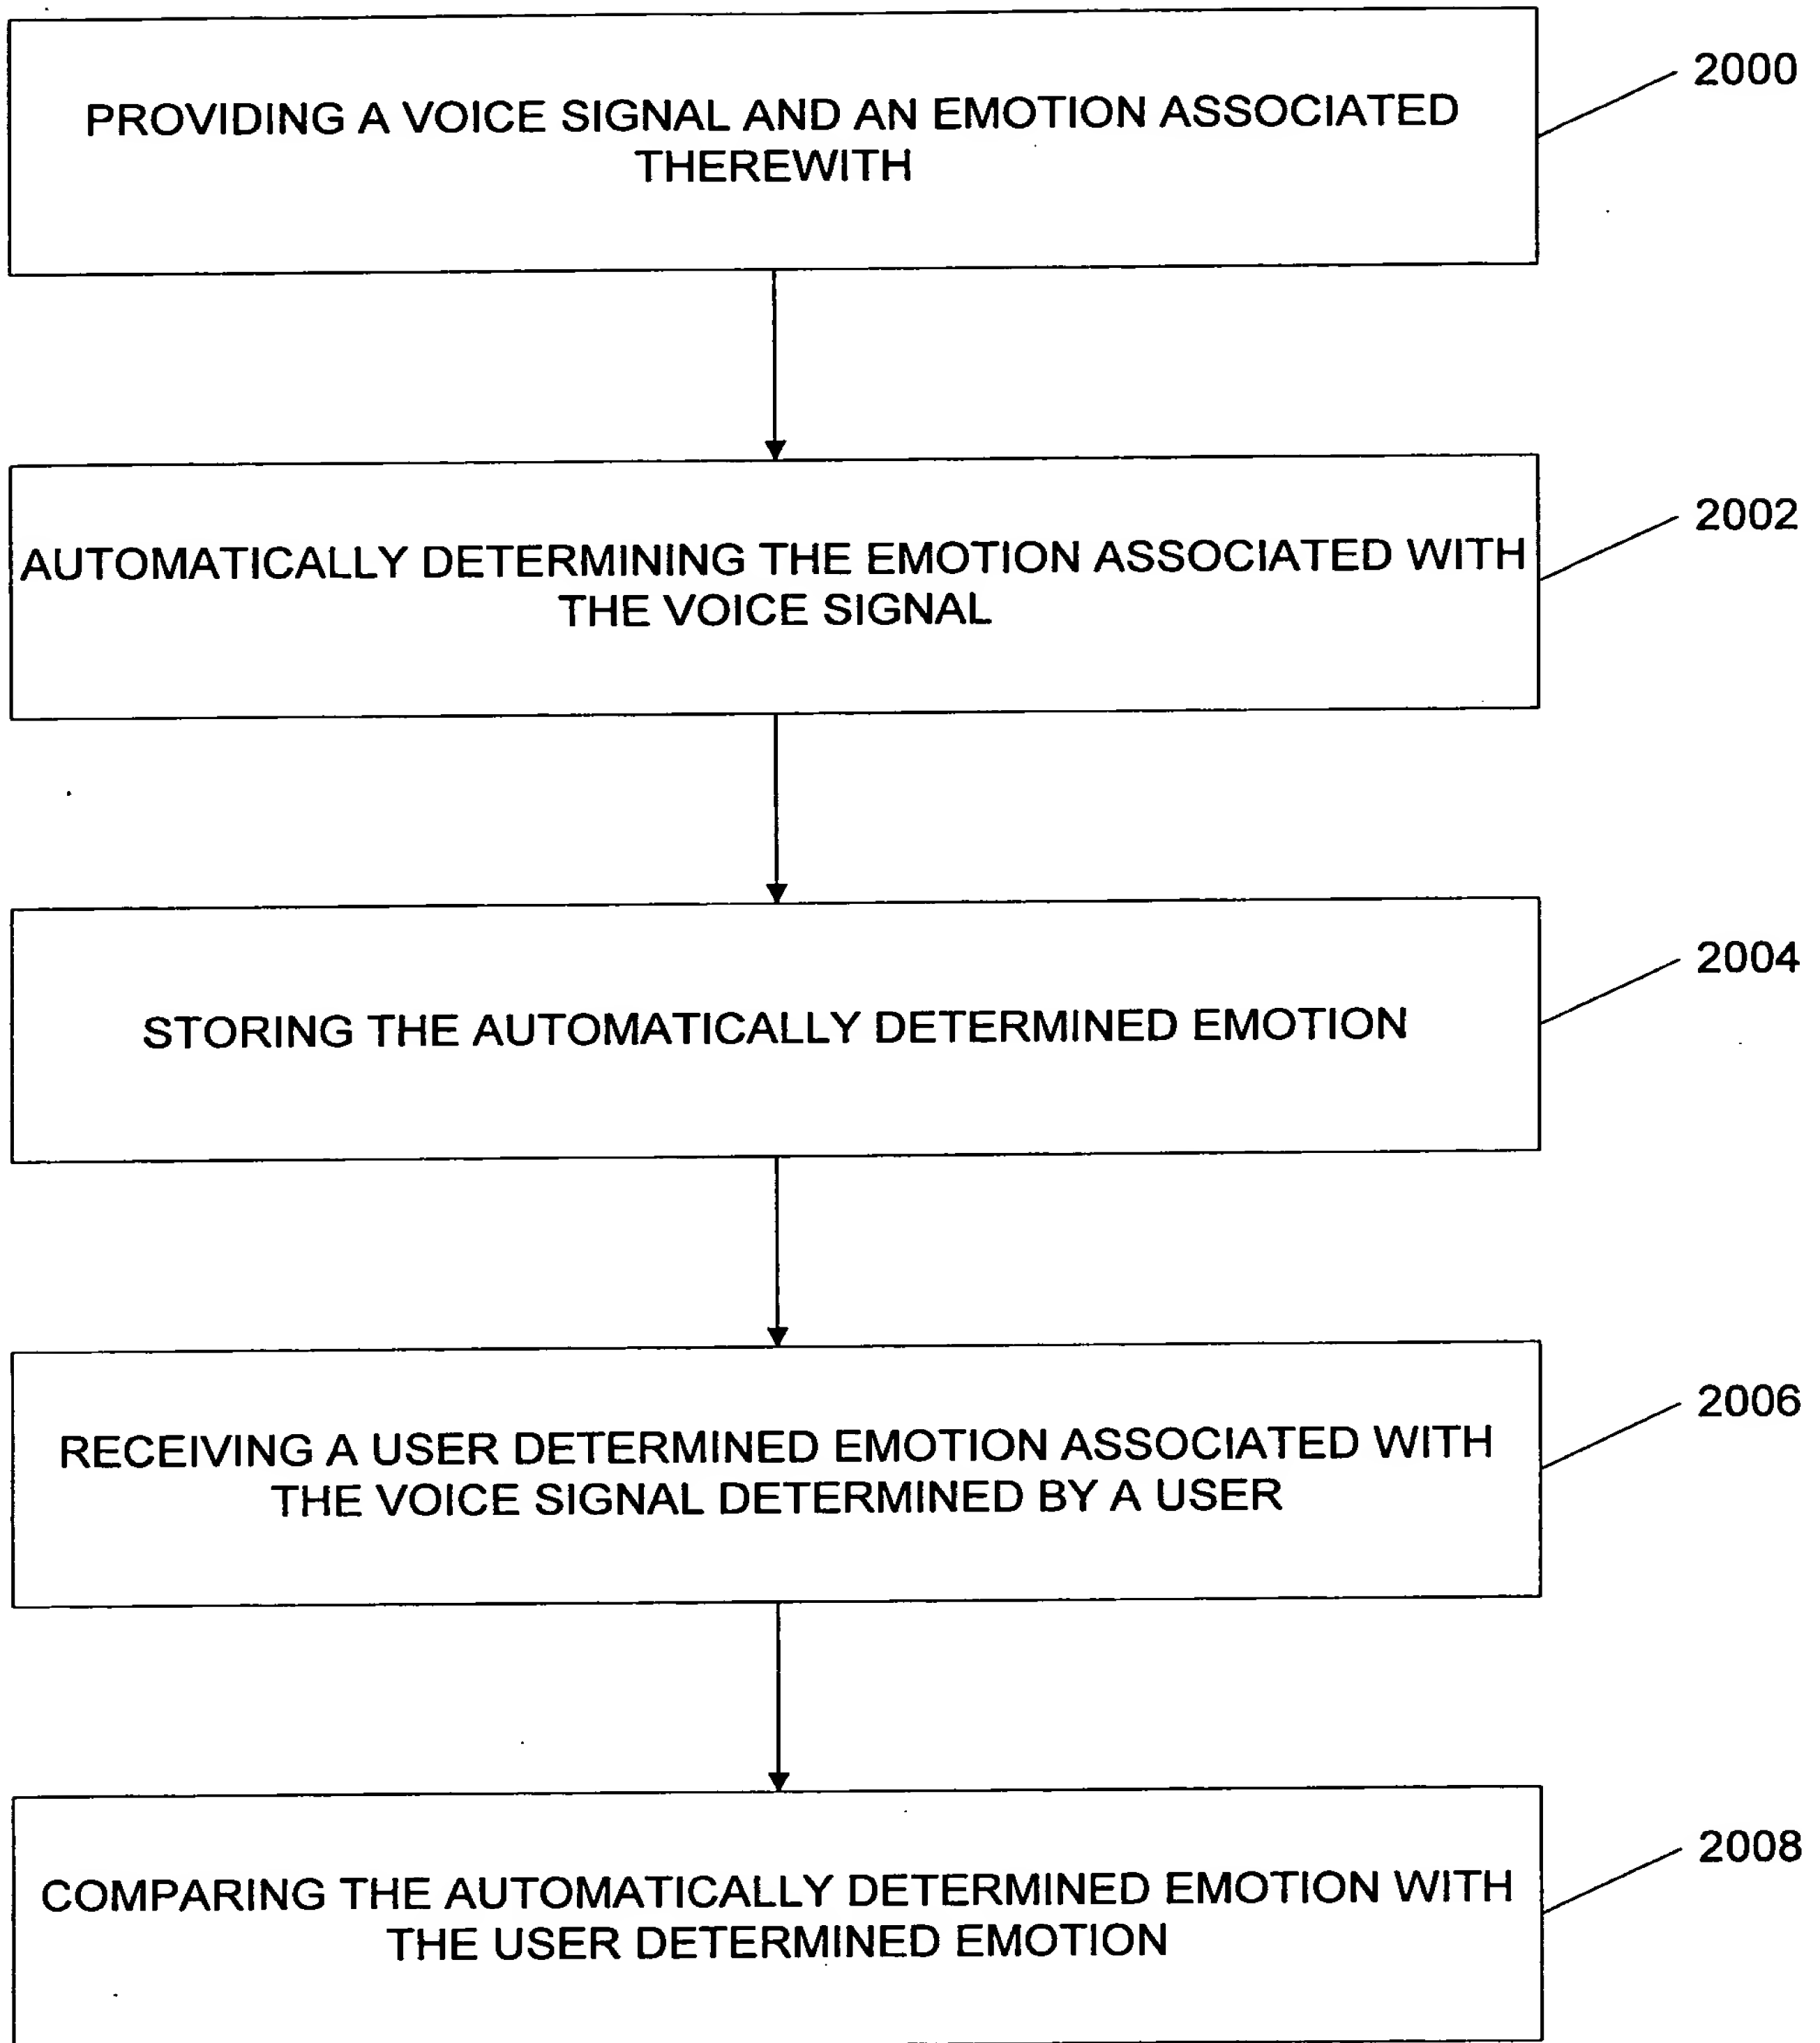 2000
PROVIDING A VOICE SIGNAL AND AN EMOTION ASSOCIATED
THEREWITH
2002
AUTOMATICALLY DETERMINING THE EMOTION ASSOCIATED WITH
THE VOICE SIGNAL
2004
STORING THE AUTOMATICALLY DETERMINED EMOTION
2006
RECEIVING A USER DETERMINED EMOTION ASSOCIATED WITH
THE VOICE SIGNAL DETERMINED BY A USER
2008
COMPARING THE AUTOMATICALLY DETERMINED EMOTION WITH
THE USER DETERMINED EMOTION